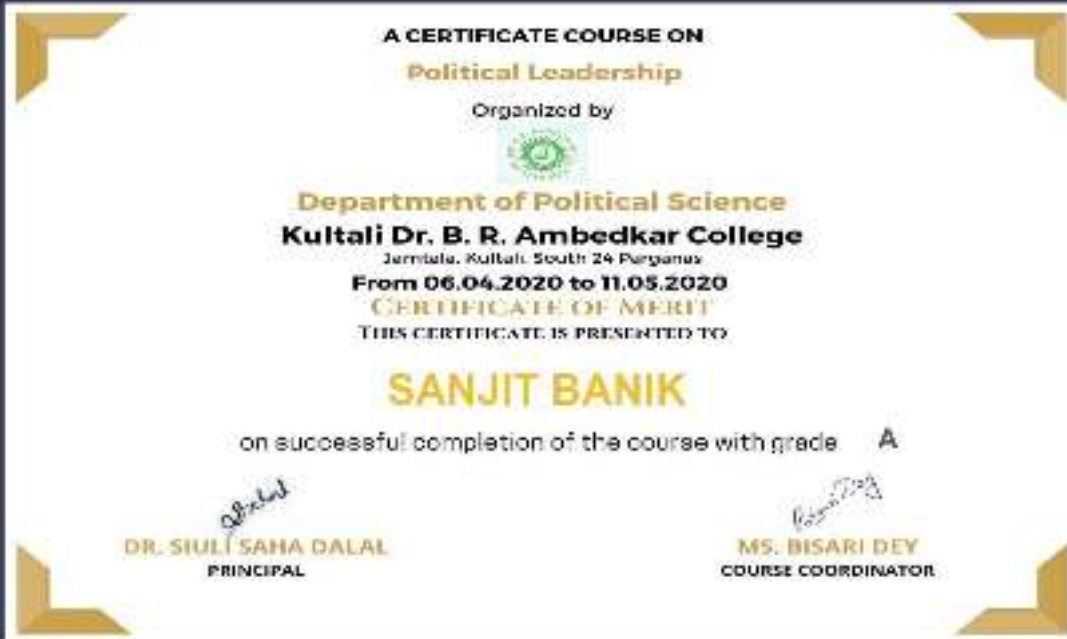 A CERTIFICATE COURSE ON
Political Leadership
Organized by
Department of Political Science
Kultali Dr. B. R. Ambedkar College
Jamtala, Kultali, South 24 Parganas
From 06.04.2020 to 11.05.2020
CERTIFICATE OF MERIT
THIS CERTIFICATE IS PRESENTED TO
SANJIT BANIK
on successful completion of the course with grade A
DR. SIULI SAHA DALAL
PRINCIPAL
MS. BISARI DEY
COURSE COORDINATOR